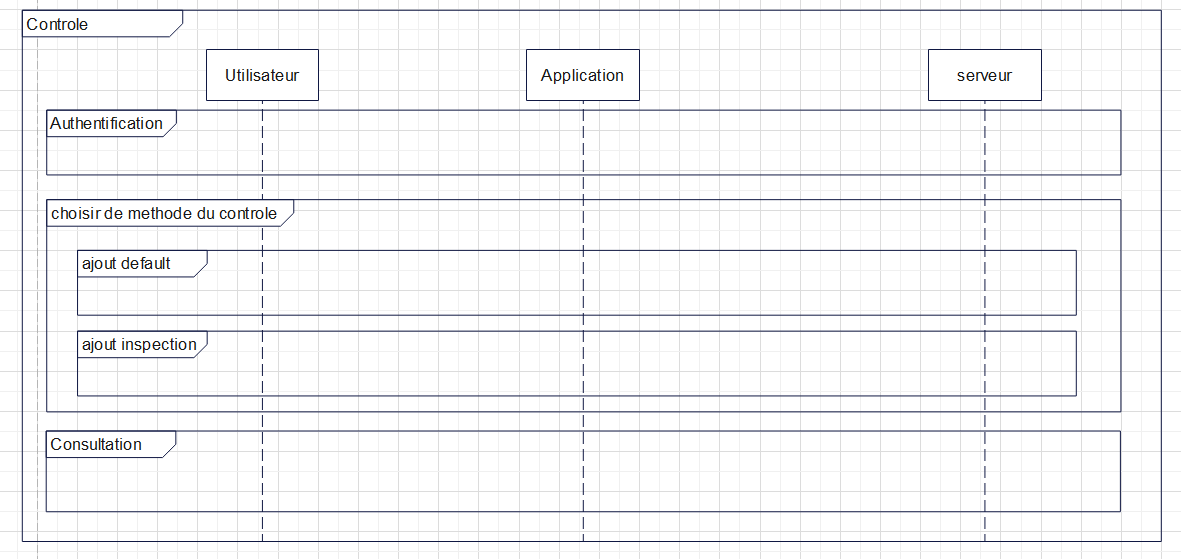 Controle
Utilisateur
Application
serveur
Authentification
choisir de methode du controle
ajout default
ajout inspection
Consultation